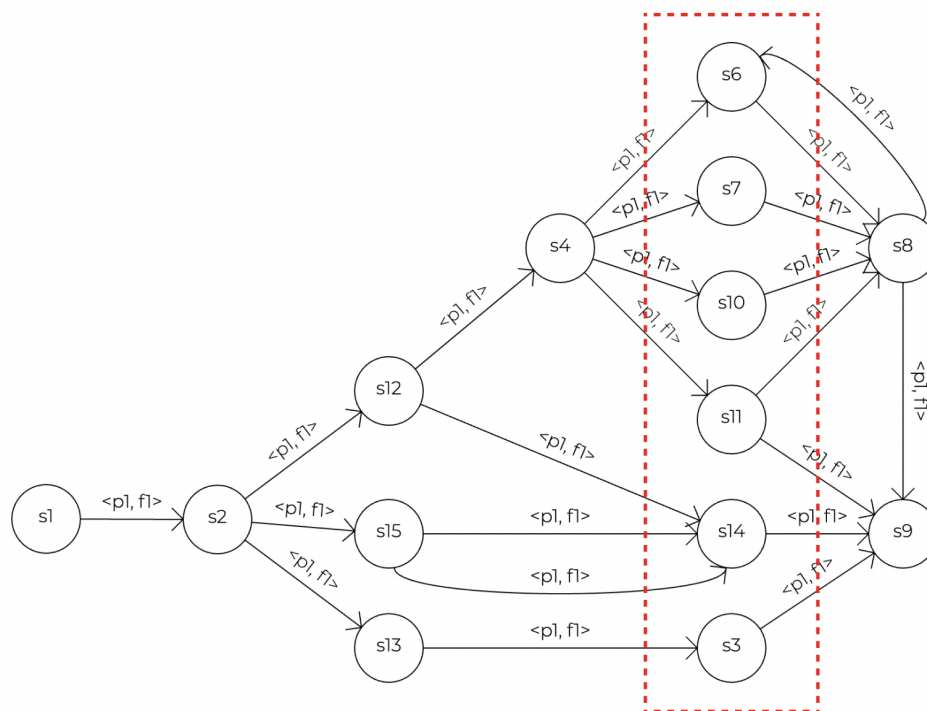 s6
<p1, f1>
<p1, f1>
<p1, f1>
s7
<p1, f1>
<p1, f1>
s4
s8
<p1, f1>
<p1, f1>
<p1, f1>
s10
<p1, f1>
<p1, f1>
<p1, f1>
s12
s11
<p1, f1>
<p1, f1>
<p1, f1>
<p1, f1>
s1
<p1, f1>
s2
<p1, f1>
s15
<p1, f1>
s14
<p1, f1>
s9
<p1, f1>
<p1, f1>
<p1, f1>
s13
<p1, f1>
s3